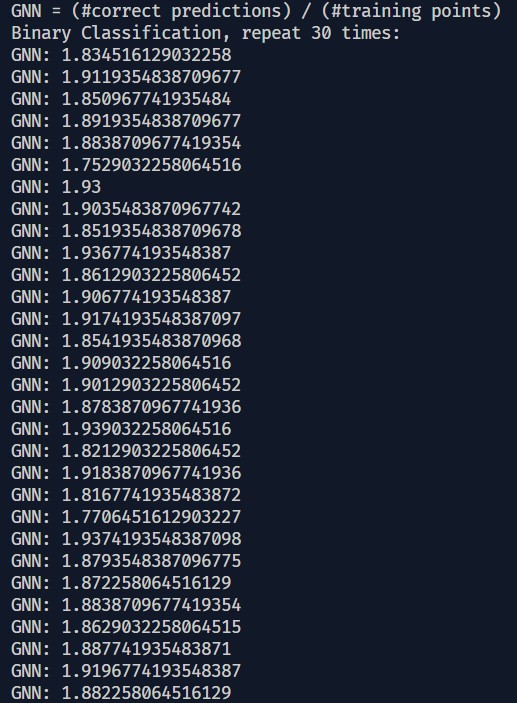 GNN = (#correct predictions) / (#training points)
Binary Classification, repeat 30 times:
GNN: 1.834516129032258
GNN: 1.9119354838709677
GNN: 1.850967741935484
GNN: 1.8919354838709677
GNN: 1.8838709677419354
GNN: 1.7529032258064516
GNN: 1.93
GNN: 1.9035483870967742
GNN: 1.8519354838709678
GNN: 1.936774193548387
GNN: 1.8612903225806452
GNN: 1.906774193548387
GNN: 1.9174193548387097
GNN: 1.8541935483870968
GNN: 1.909032258064516
GNN: 1.9012903225806452
GNN: 1.8783870967741936
GNN: 1.939032258064516
GNN: 1.8212903225806452
GNN: 1.9183870967741936
GNN: 1.8167741935483872
GNN: 1.7706451612903227
GNN: 1.9374193548387098
GNN: 1.8793548387096775
GNN: 1.872258064516129
GNN: 1.8838709677419354
GNN: 1.8629032258064515
GNN: 1.887741935483871
GNN: 1.9196774193548387
GNN: 1.882258064516129